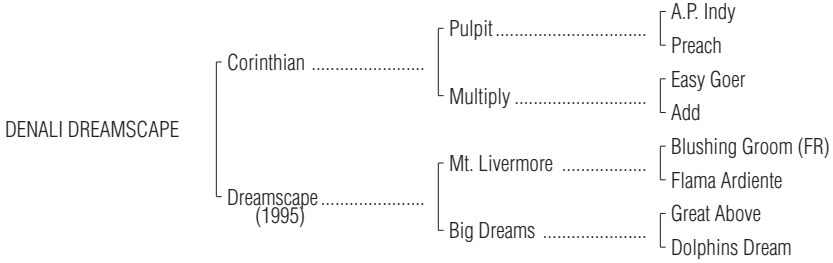 A.P. Indy
Pulpit
Preach
Corinthian
Easy Goer
Multiply
Add
DENALI DREAMSCAPE
Blushing Groom (FR)
Mt. Livermore
Flama Ardiente
Dreamscape
(1995)
Great Above
Big Dreams
Dolphins Dream